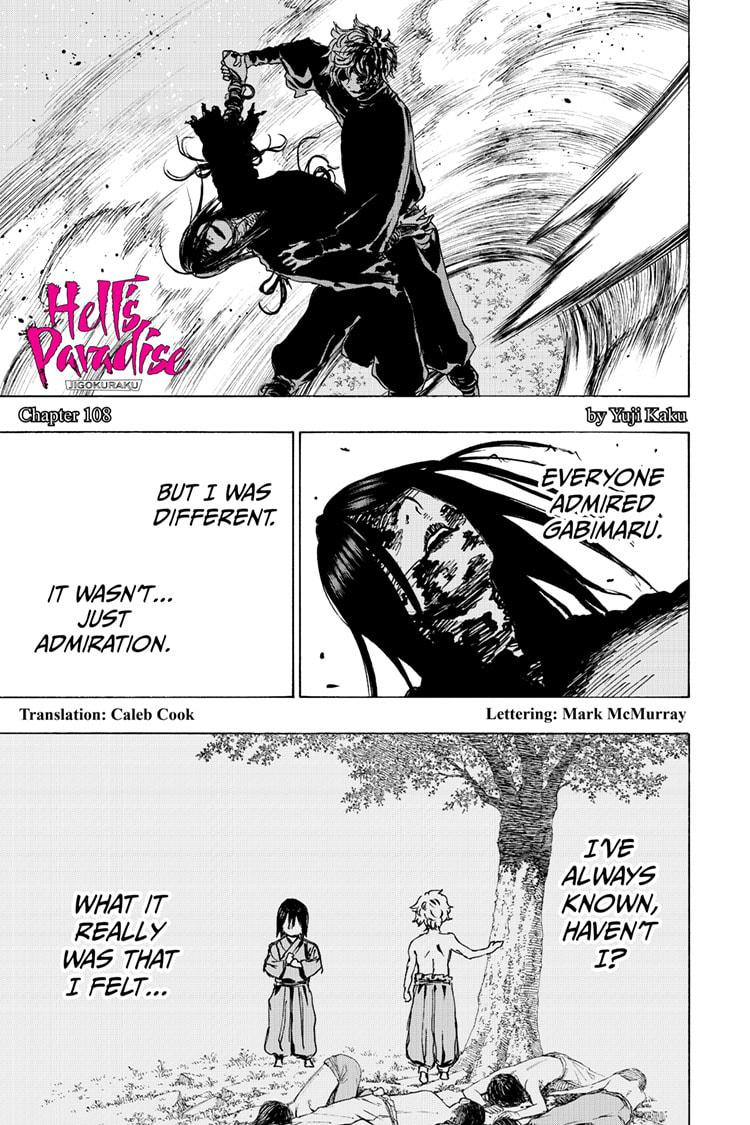 Hell's
Paradise
JIGOKURAKU
Chapter 108
by Yuji Kaku
EVERYONE
ADMIRED
GABIMARU.
BUT I WAS
DIFFERENT.
IT WASN'T...
JUST
ADMIRATION.
Translation: Caleb Cook
Lettering: Mark McMurray
I'VE
ALWAYS
KNOWN,
HAVEN'T
I?
WHAT IT
REALLY
WAS THAT
I FELT...